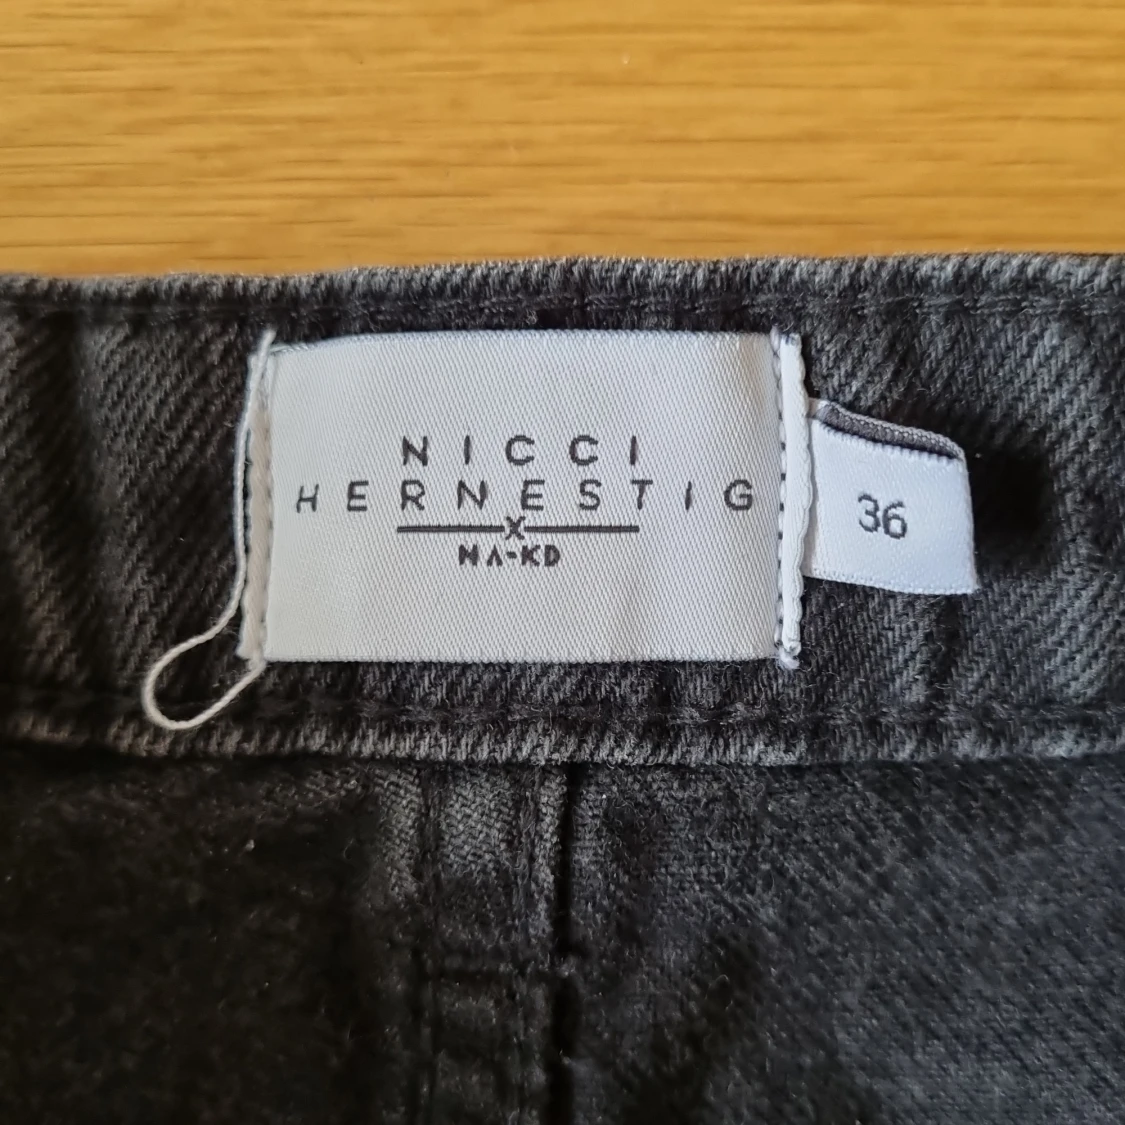 NICCI
HERNESTIG
X
NA-KD
36